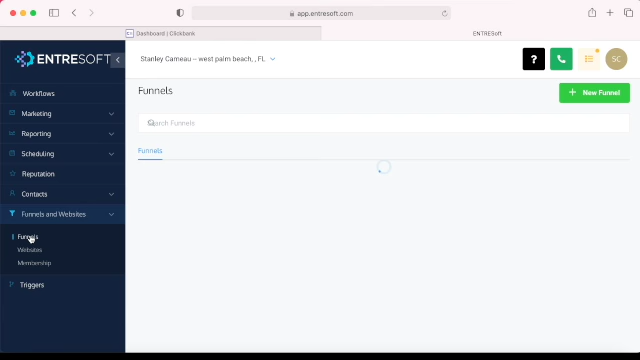 app.entresoft.com
Dashboard | Clickbank
ENTRESoft
ENTRESOFT
Stanley Carneau – west palm beach, , FL
?
SC
Workflows
Marketing
Reporting
Scheduling
Reputation
Contacts
Funnels and Websites
Funnels
Websites
Membership
Triggers
Funnels
+ New Funnel
Search Funnels
Funnels